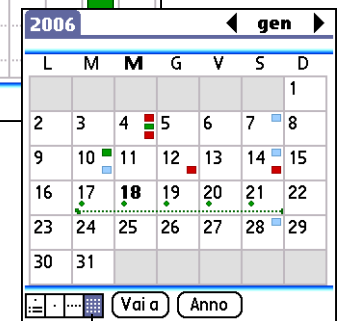 2006 gen
L M M G V S D
1
2 3 4 5 6 7 8
9 10 11 12 13 14 15
16 17 18 19 20 21 22
23 24 25 26 27 28 29
30 31
Vai a Anno